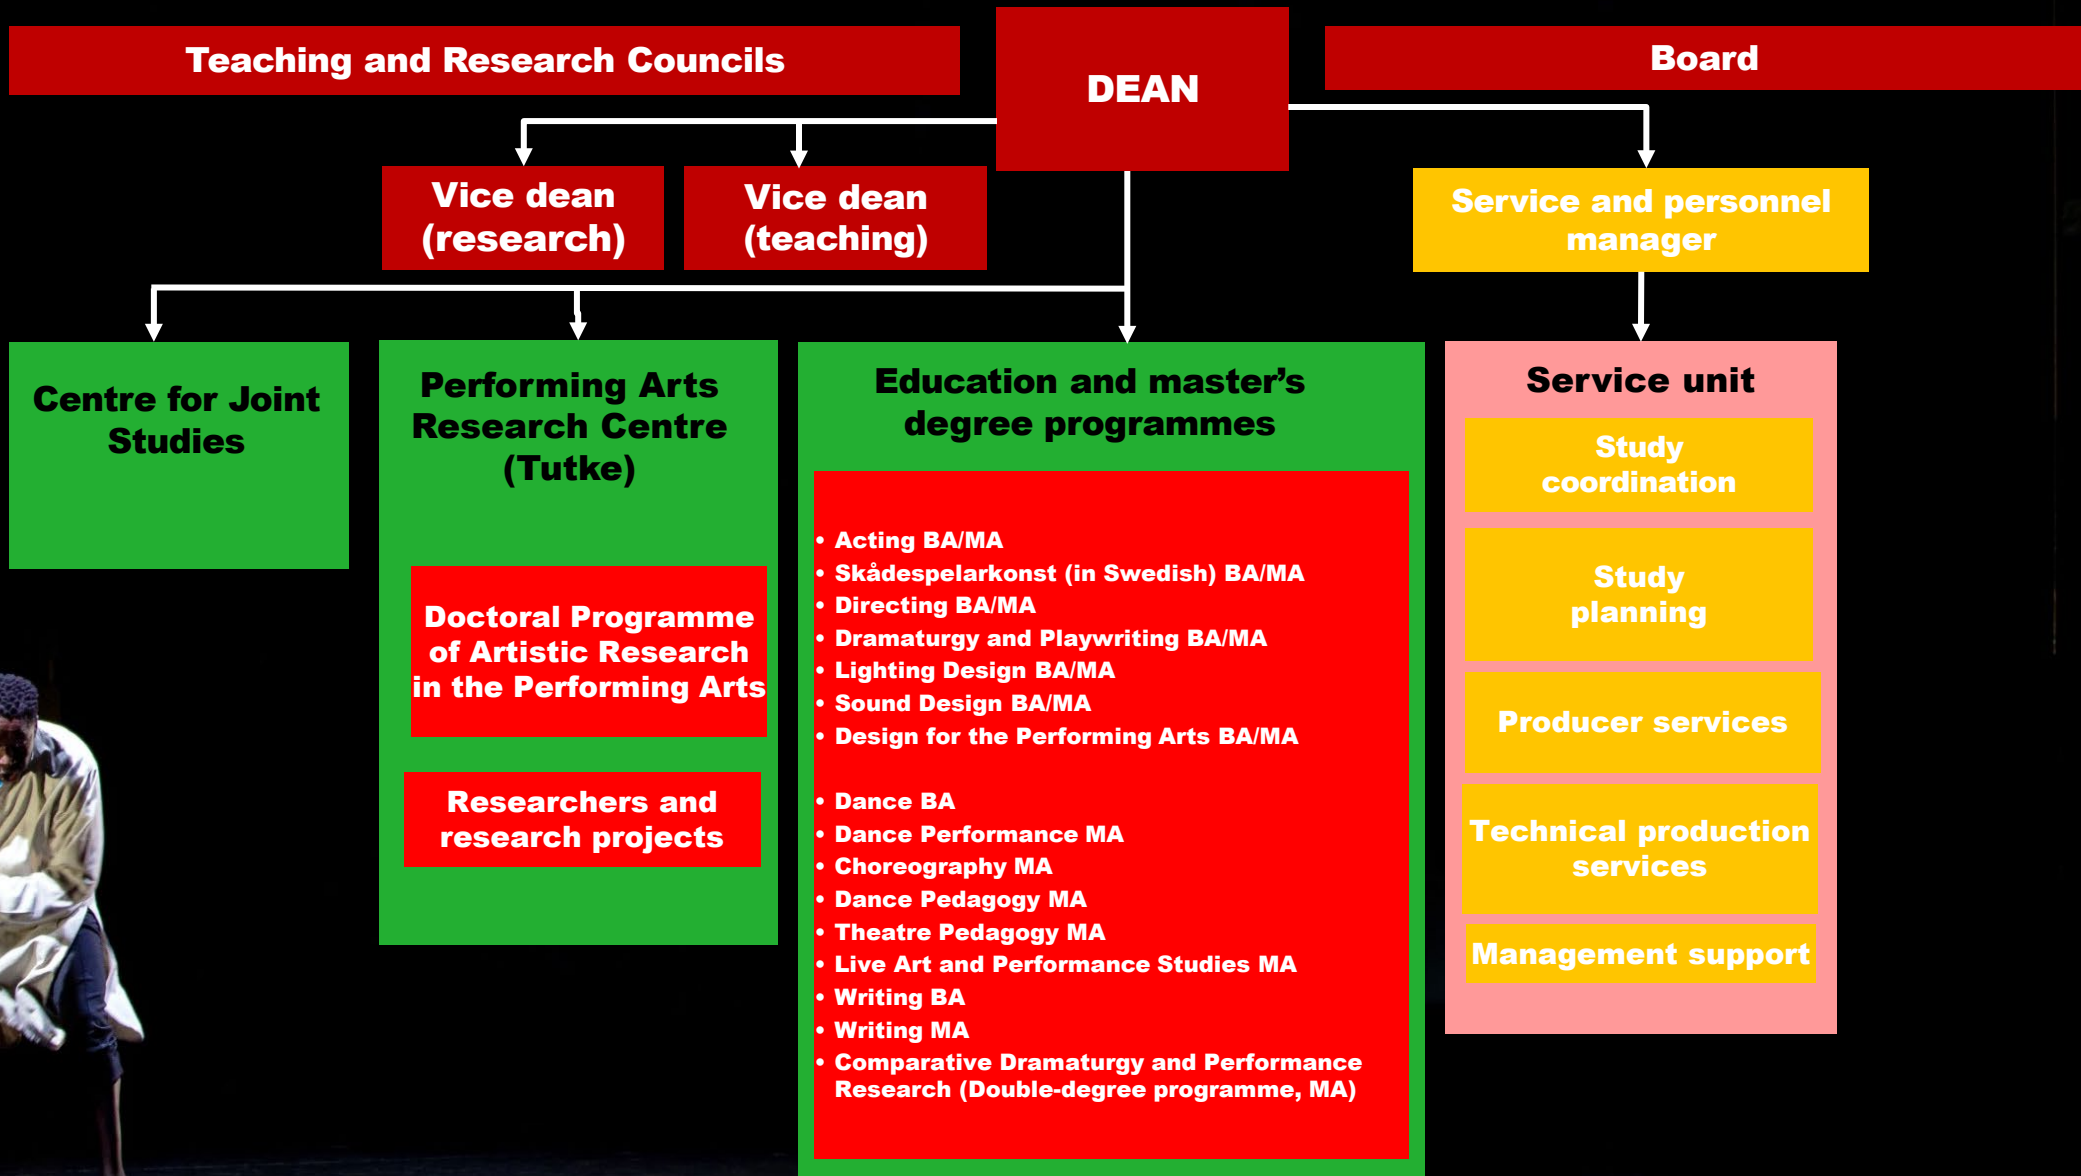 Teaching and Research Councils
DEAN
Board
Vice dean
(research)
Vice dean
(teaching)
Service and personnel
manager
Centre for Joint
Studies
Performing Arts
Research Centre
(Tutke)
Doctoral Programme
of Artistic Research
in the Performing Arts
Researchers and
research projects
Education and master’s
degree programmes
• Acting BA/MA
• Skådespelarkonst (in Swedish) BA/MA
• Directing BA/MA
• Dramaturgy and Playwriting BA/MA
• Lighting Design BA/MA
• Sound Design BA/MA
• Design for the Performing Arts BA/MA
• Dance BA
• Dance Performance MA
• Choreography MA
• Dance Pedagogy MA
• Theatre Pedagogy MA
• Live Art and Performance Studies MA
• Writing BA
• Writing MA
• Comparative Dramaturgy and Performance
Research (Double-degree programme, MA)
Service unit
Study
coordination
Study
planning
Producer services
Technical production
services
Management support